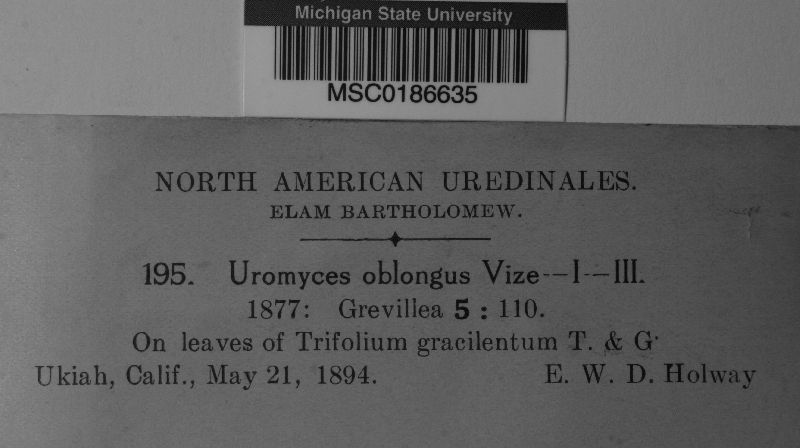 Michigan State University
MSC0186635
NORTH AMERICAN UREDINALES.
ELAM BARTHOLOMEW.
195. Uromyces oblongus Vize--I--III.
1877: Grevillea 5 : 110.
On leaves of Trifolium gracilentum T. & G.
Ukiah, Calif., May 21, 1894. E. W. D. Holway